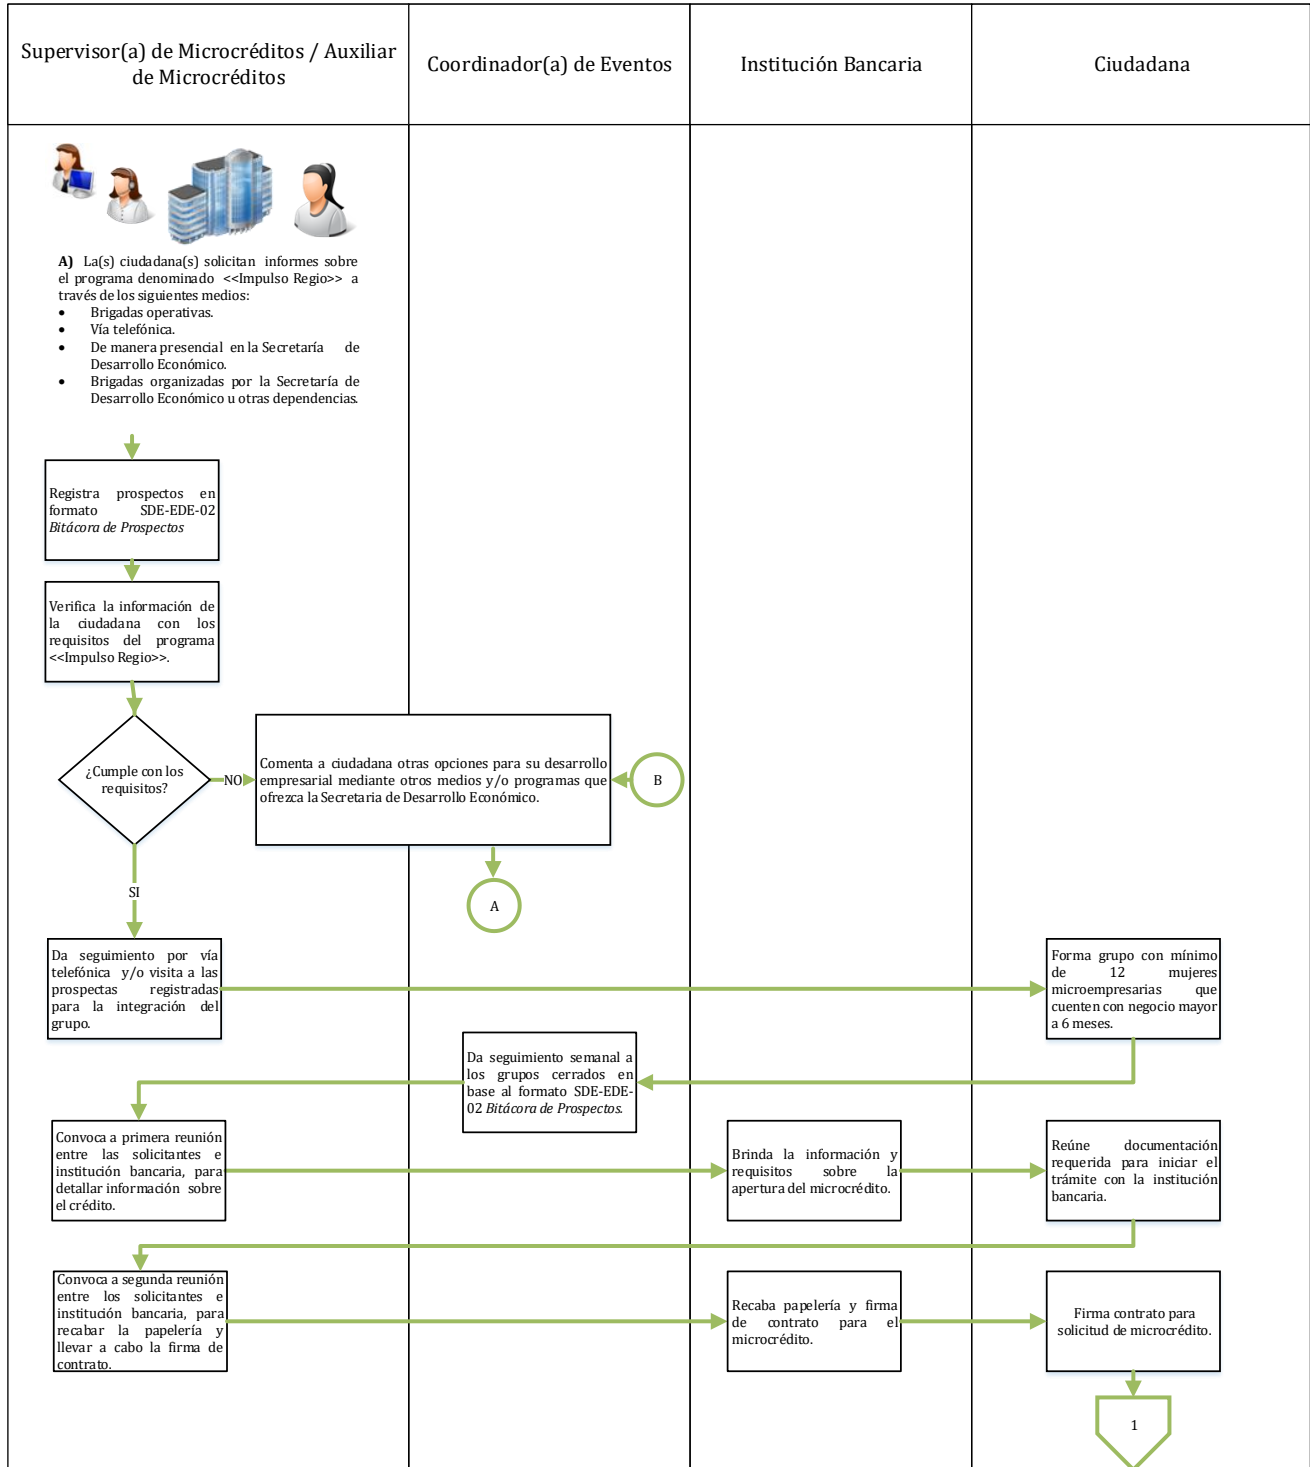 Supervisor(a) de Microcréditos / Auxiliar
de Microcréditos
Coordinador(a) de Eventos
Institución Bancaria
Ciudadana
A) La(s) ciudadana(s) solicitan informes sobre
el programa denominado <<Impulso Regio>> a
través de los siguientes medios:
• Brigadas operativas.
• Vía telefónica.
• De manera presencial en la Secretaría de
Desarrollo Económico.
• Brigadas organizadas por la Secretaría de
Desarrollo Económico u otras dependencias.
Registra prospectos en
formato SDE-EDE-02
Bitácora de Prospectos
Verifica la información de
la ciudadana con los
requisitos del programa
<<Impulso Regio>>.
¿Cumple con los
requisitos?
NO
Comenta a ciudadana otras opciones para su desarrollo
empresarial mediante otros medios y/o programas que
ofrezca la Secretaria de Desarrollo Económico.
B
A
SI
Da seguimiento por vía
telefónica y/o visita a las
prospectas registradas
para la integración del
grupo.
Forma grupo con mínimo
de 12 mujeres
microempresarias que
cuenten con negocio mayor
a 6 meses.
Da seguimiento semanal a
los grupos cerrados en
base al formato SDE-EDE-
02 Bitácora de Prospectos.
Convoca a primera reunión
entre las solicitantes e
institución bancaria, para
detallar información sobre
el crédito.
Brinda la información y
requisitos sobre la
apertura del microcrédito.
Reúne documentación
requerida para iniciar el
trámite con la institución
bancaria.
Convoca a segunda reunión
entre los solicitantes e
institución bancaria, para
recabar la papelería y
llevar a cabo la firma de
contrato.
Recaba papelería y firma
de contrato para el
microcrédito.
Firma contrato para
solicitud de microcrédito.
1